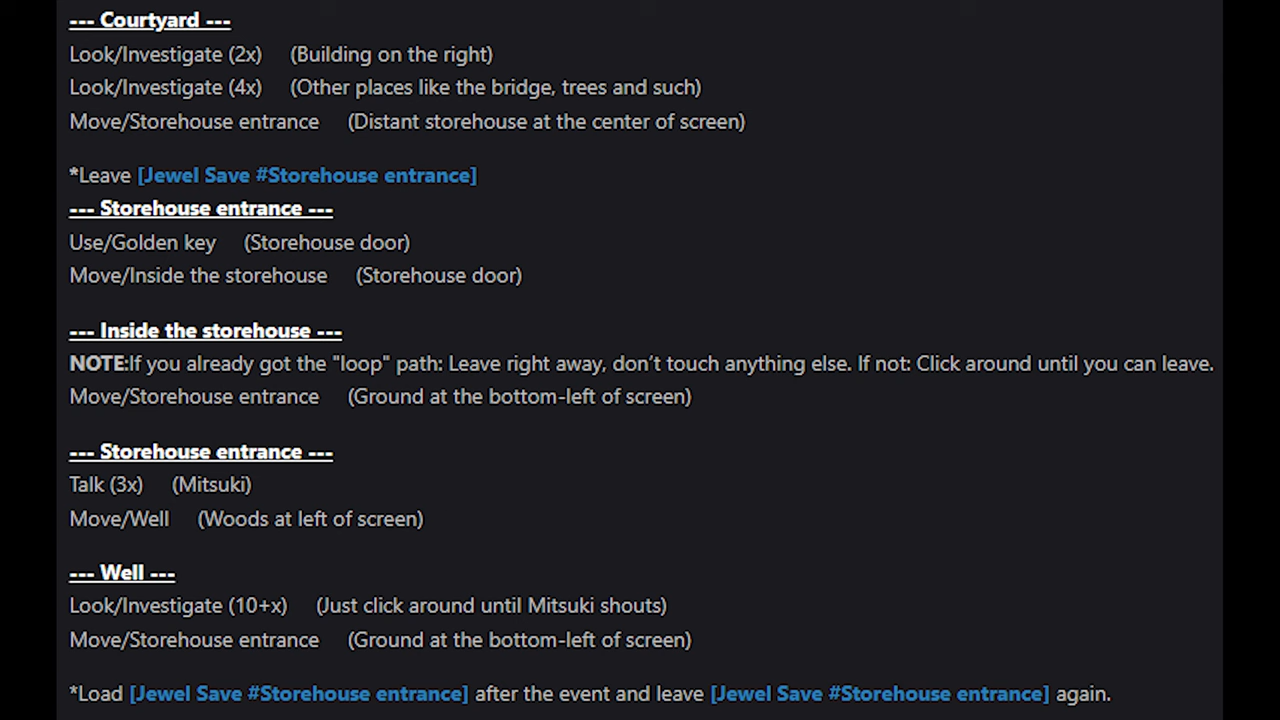 --- Courtyard ---
Look/Investigate (2x) (Building on the right)
Look/Investigate (4x) (Other places like the bridge, trees and such)
Move/Storehouse entrance (Distant storehouse at the center of screen)
*Leave [Jewel Save #Storehouse entrance]
--- Storehouse entrance ---
Use/Golden key (Storehouse door)
Move/Inside the storehouse (Storehouse door)
--- Inside the storehouse ---
NOTE:If you already got the "loop" path: Leave right away, don't touch anything else. If not: Click around until you can leave.
Move/Storehouse entrance (Ground at the bottom-left of screen)
--- Storehouse entrance ---
Talk (3x) (Mitsuki)
Move/Well (Woods at left of screen)
--- Well ---
Look/Investigate (10+x) (Just click around until Mitsuki shouts)
Move/Storehouse entrance (Ground at the bottom-left of screen)
*Load [Jewel Save #Storehouse entrance] after the event and leave [Jewel Save #Storehouse entrance] again.